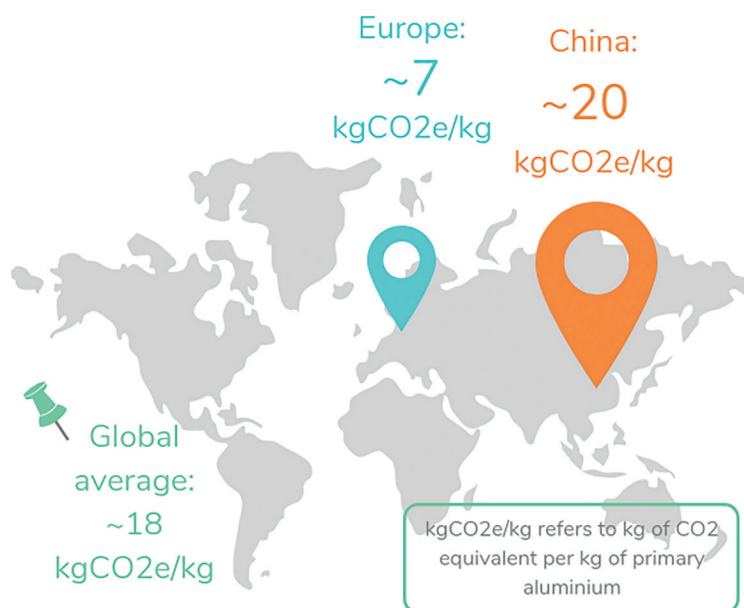 Europe:
~7
kgCO2e/kg
China:
~20
kgCO2e/kg
Global
average:
~18
kgCO2e/kg
kgCO2e/kg refers to kg of CO2
equivalent per kg of primary
aluminium